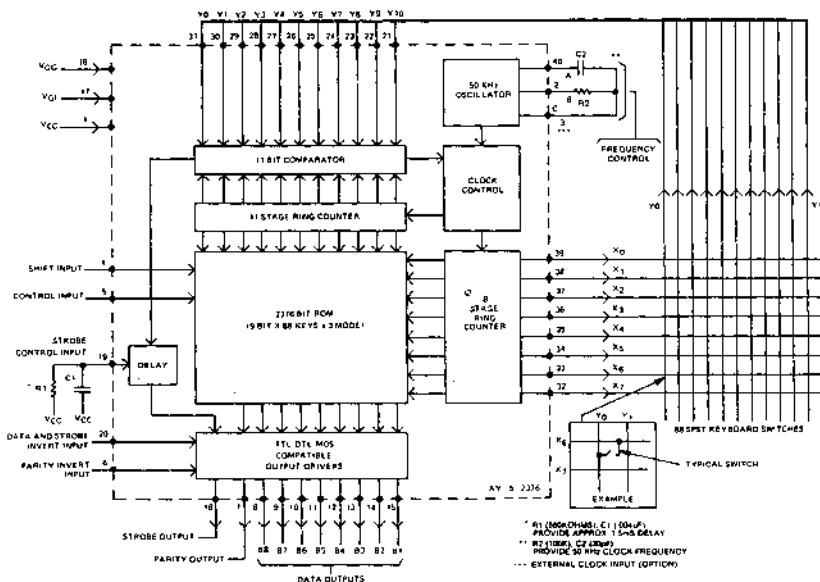 Y0 Y1 Y2 Y3 Y4 Y5 Y6 Y7 Y8 Y9 Y10
31 30 29 28 27 26 25 24 23 22 21
VGG 18
VGI 17
VCC 1
50 KHz
OSCILLATOR
40
C2
**
A
2
B
R2
C
3
***
FREQUENCY
CONTROL
11 BIT COMPARATOR
CLOCK
CONTROL
11 STAGE RING COUNTER
Y0
SHIFT INPUT
4
CONTROL INPUT
5
2376 BIT ROM
(9 BIT X 88 KEYS x 3 MODE)
8
STAGE
RING
COUNTER
39 X0
38 X1
37 X2
36 X3
35 X4
34 X5
33 X6
32 X7
STROBE
CONTROL INPUT
19
DELAY
* R1
C1
VCC VCC
DATA AND STROBE
INVERT INPUT
20
PARITY INVERT
INPUT
6
TTL DTL MOS
COMPATIBLE
OUTPUT DRIVERS
AY 5 2376
16 7 8 9 10 11 12 13 14 15
STROBE OUTPUT
PARITY OUTPUT
B8 B7 B6 B5 B4 B3 B2 B1
DATA OUTPUTS
88 SPST KEYBOARD SWITCHES
Y0
X6
TYPICAL SWITCH
EXAMPLE
* R1 (680KOHMS), C1 (.004uF)
PROVIDE APPROX 1.5mS DELAY
** R2 (100K), C2 (30pF)
PROVIDE 50 KHz CLOCK FREQUENCY
*** EXTERNAL CLOCK INPUT (OPTION)